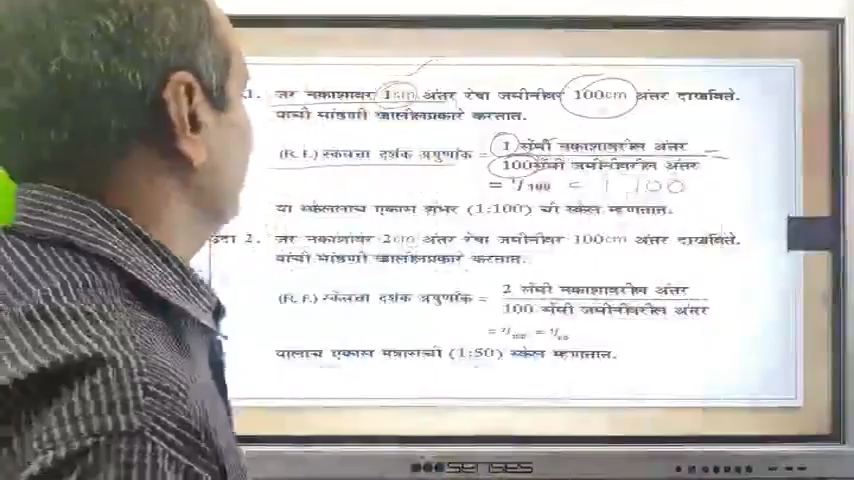 1. जर नकाशावर 1cm अंतर रेषा जमीनीवर 100cm अंतर दाखविते.
याची मांडणी खालीलप्रकारे करतात.
(R.F.) स्केलचा दर्शक अपुर्णांक = 1 सेंमी नकाशावरील अंतर
100सेंमी जमिनीवरील अंतर
= 1/100 = 1/100
या स्केललाच एकास शंभर (1:100) ची स्केल म्हणतात.
उदा 2. जर नकाशावर 2cm अंतर रेषा जमीनीवर 100cm अंतर दाखविते.
याची मांडणी खालीलप्रकारे करतात.
(R.F.) स्केलचा दर्शक अपुर्णांक = 2 सेंमी नकाशावरील अंतर
100 सेंमी जमिनीवरील अंतर
यालाच एकास (1:50) स्केल म्हणतात.
SENSES